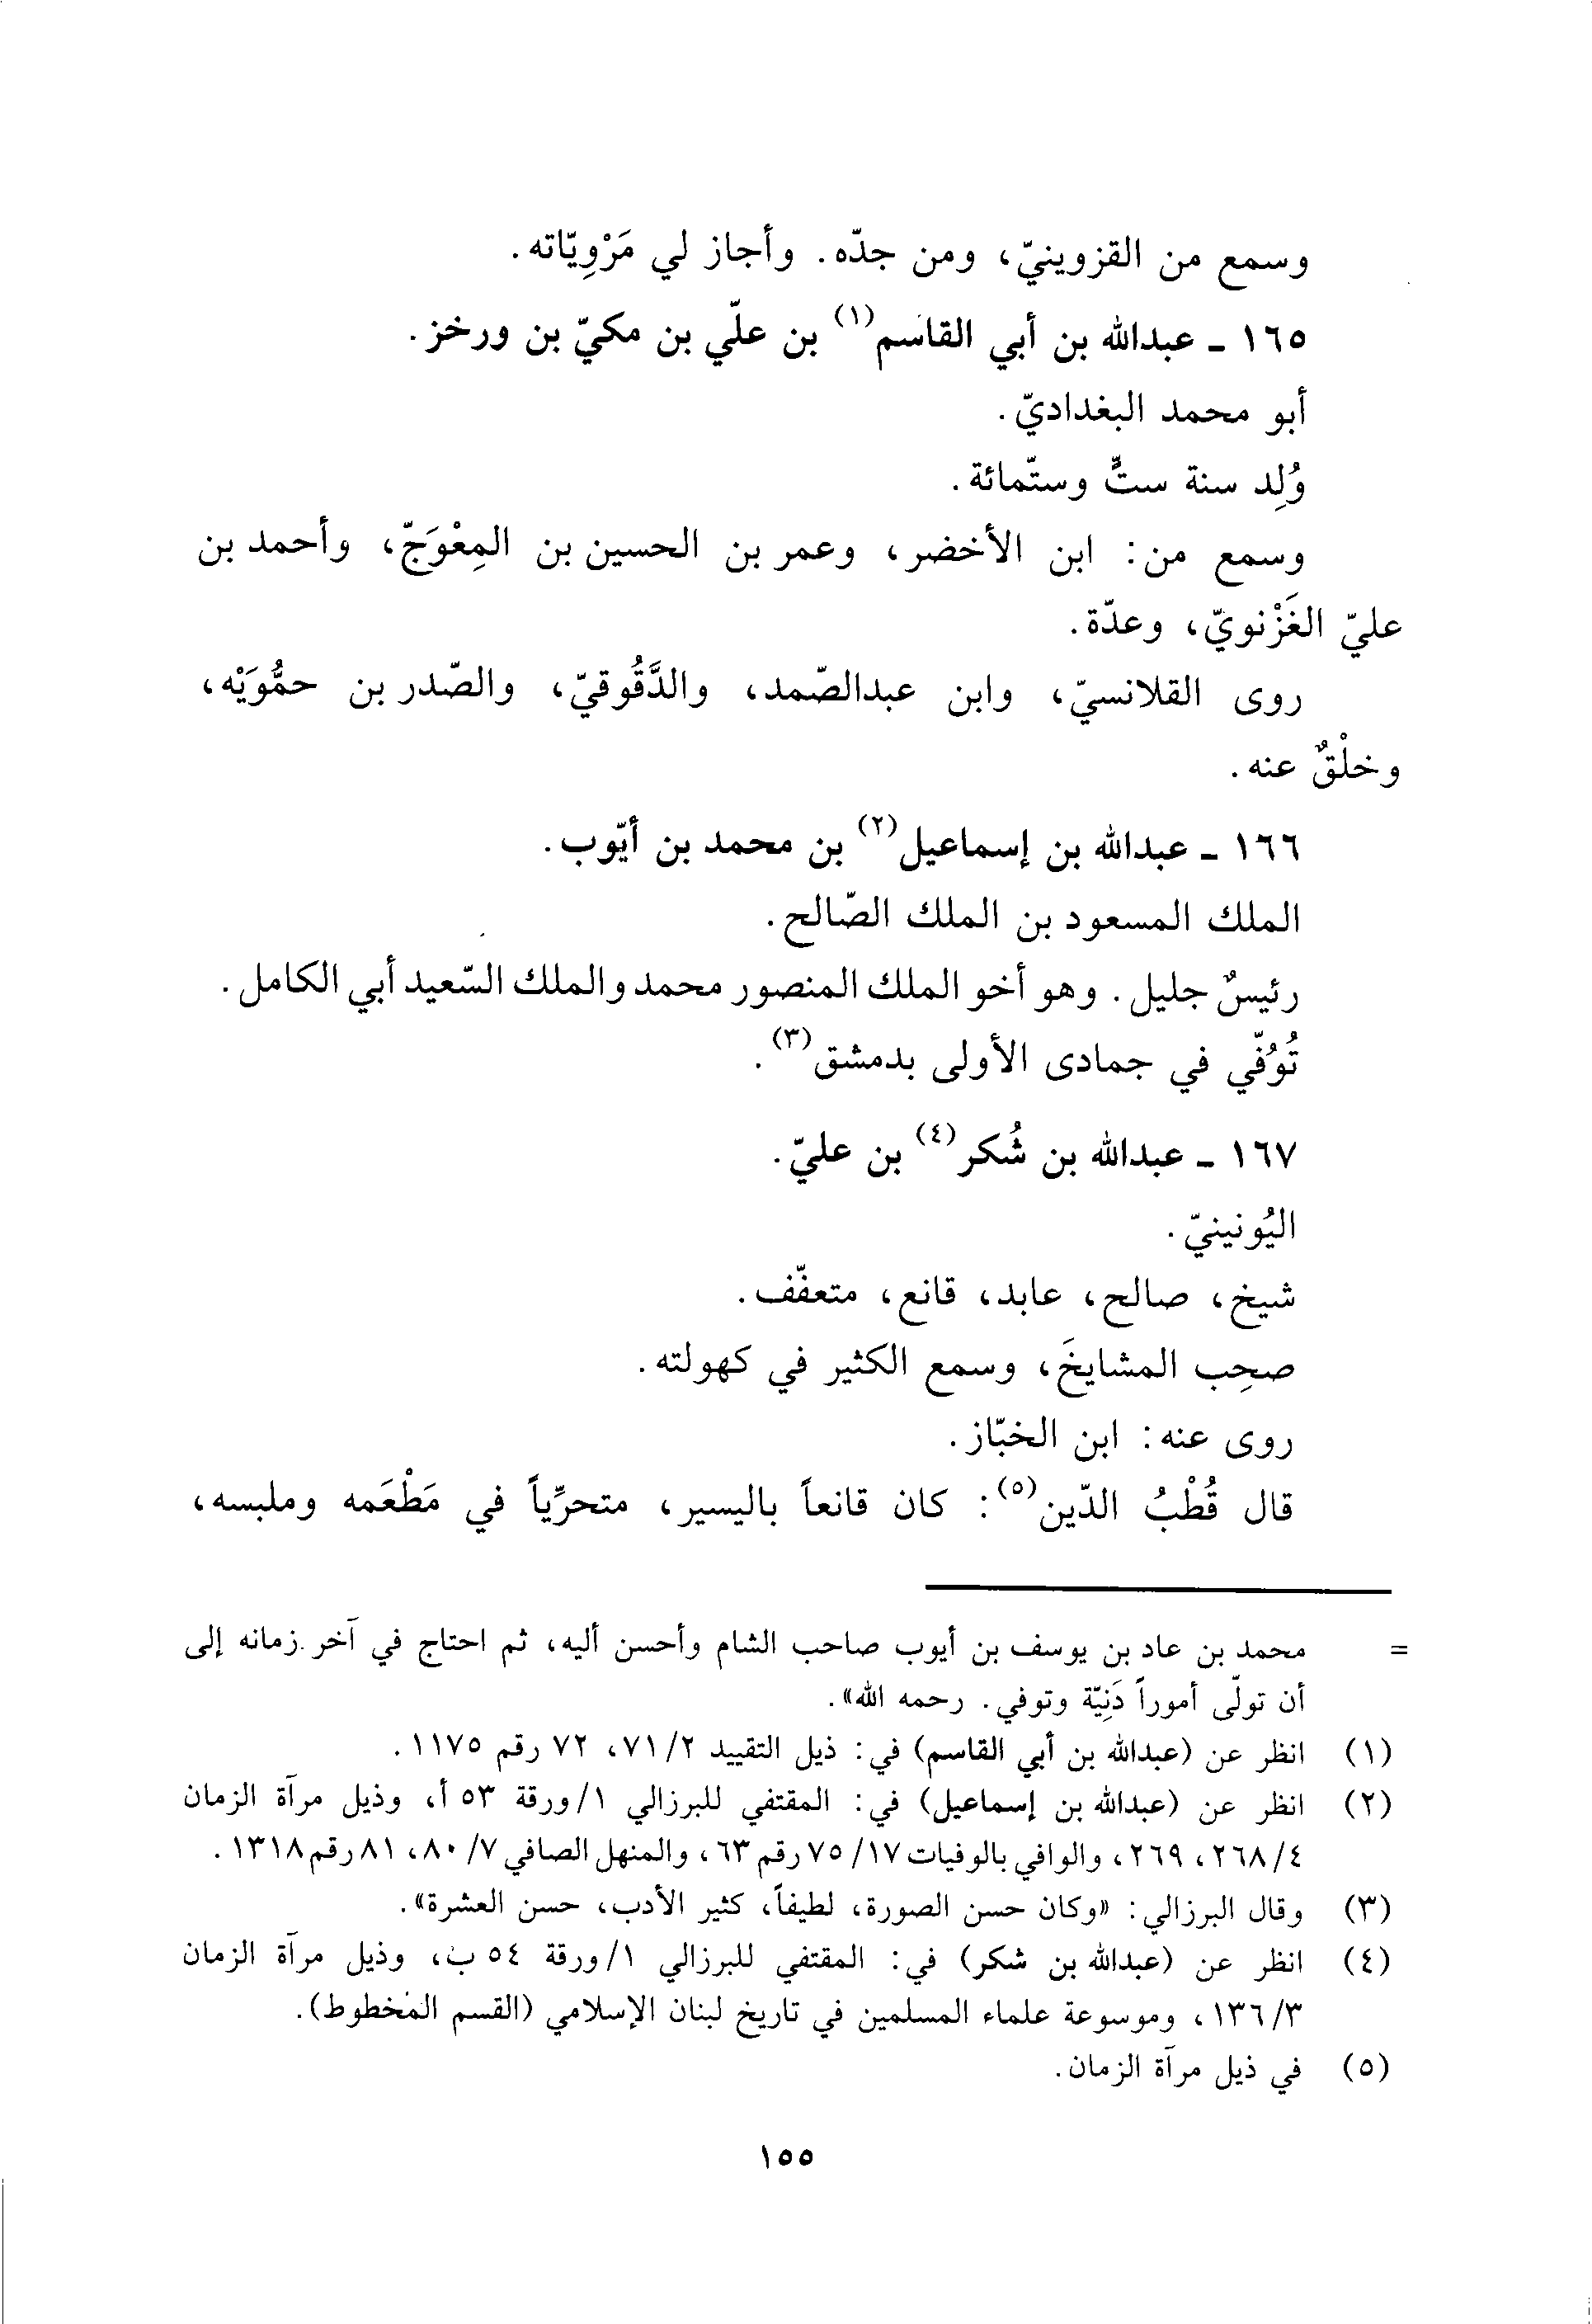 وسمع من القزوينيّ، ومن جدّه. وأجاز لي مَرْوِيّاته.
١٦٥ ـ عبدالله بن أبي القاسم(١) بن عليّ بن مكيّ بن ورخز.
أبو محمد البغداديّ.
وُلِد سنة ستٍّ وستّمائة.
وسمع من: ابن الأخضر، وعمر بن الحسين بن المِعْوَجّ، وأحمد بن
عليّ الغَزْنويّ، وعدّة.
روى القلانسيّ، وابن عبدالصّمد، والدَّقُوقيّ، والصّدر بن حمُّوَيْه،
وخلْقٌ عنه.
١٦٦ ـ عبدالله بن إسماعيل(٢) بن محمد بن أيّوب.
الملك المسعود بن الملك الصّالح.
رئيسٌ جليل. وهو أخو الملك المنصور محمد والملك السّعيد أبي الكامل.
تُوُفّي في جمادى الأولى بدمشق(٣).
١٦٧ ـ عبدالله بن شُكر(٤) بن عليّ.
اليُونينيّ.
شيخ، صالح، عابد، قانع، متعفّف.
صحِب المشايخَ، وسمع الكثير في كهولته.
روى عنه: ابن الخبّاز.
قال قُطْبُ الدّين(٥): كان قانعاً باليسير، متحرِّياً في مَطْعَمه وملبسه،
= محمد بن عاد بن يوسف بن أيوب صاحب الشام وأحسن أليه، ثم احتاج في آخر زمانه إلى
أن تولّى أموراً دَنِيّة وتوفي. رحمه الله».
(١) انظر عن (عبدالله بن أبي القاسم) في: ذيل التقييد ٢/ ٧١، ٧٢ رقم ١١٧٥.
(٢) انظر عن (عبدالله بن إسماعيل) في: المقتفي للبرزالي ١/ ورقة ٥٣ أ، وذيل مرآة الزمان
٤/ ٢٦٨، ٢٦٩، والوافي بالوفيات ١٧/ ٧٥ رقم ٦٣، والمنهل الصافي ٧/ ٨٠، ٨١ رقم ١٣١٨.
(٣) وقال البرزالي: «وكان حسن الصورة، لطيفاً، كثير الأدب، حسن العشرة».
(٤) انظر عن (عبدالله بن شكر) في: المقتفي للبرزالي ١/ ورقة ٥٤ ب، وذيل مرآة الزمان
٣/ ١٣٦، وموسوعة علماء المسلمين في تاريخ لبنان الإسلامي (القسم المخطوط).
(٥) في ذيل مرآة الزمان.
١٥٥